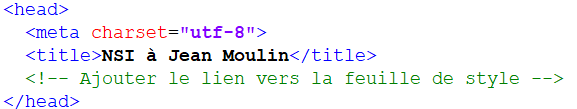 <head>
<meta charset="utf-8">
<title>NSI à Jean Moulin</title>
<!-- Ajouter le lien vers la feuille de style -->
</head>